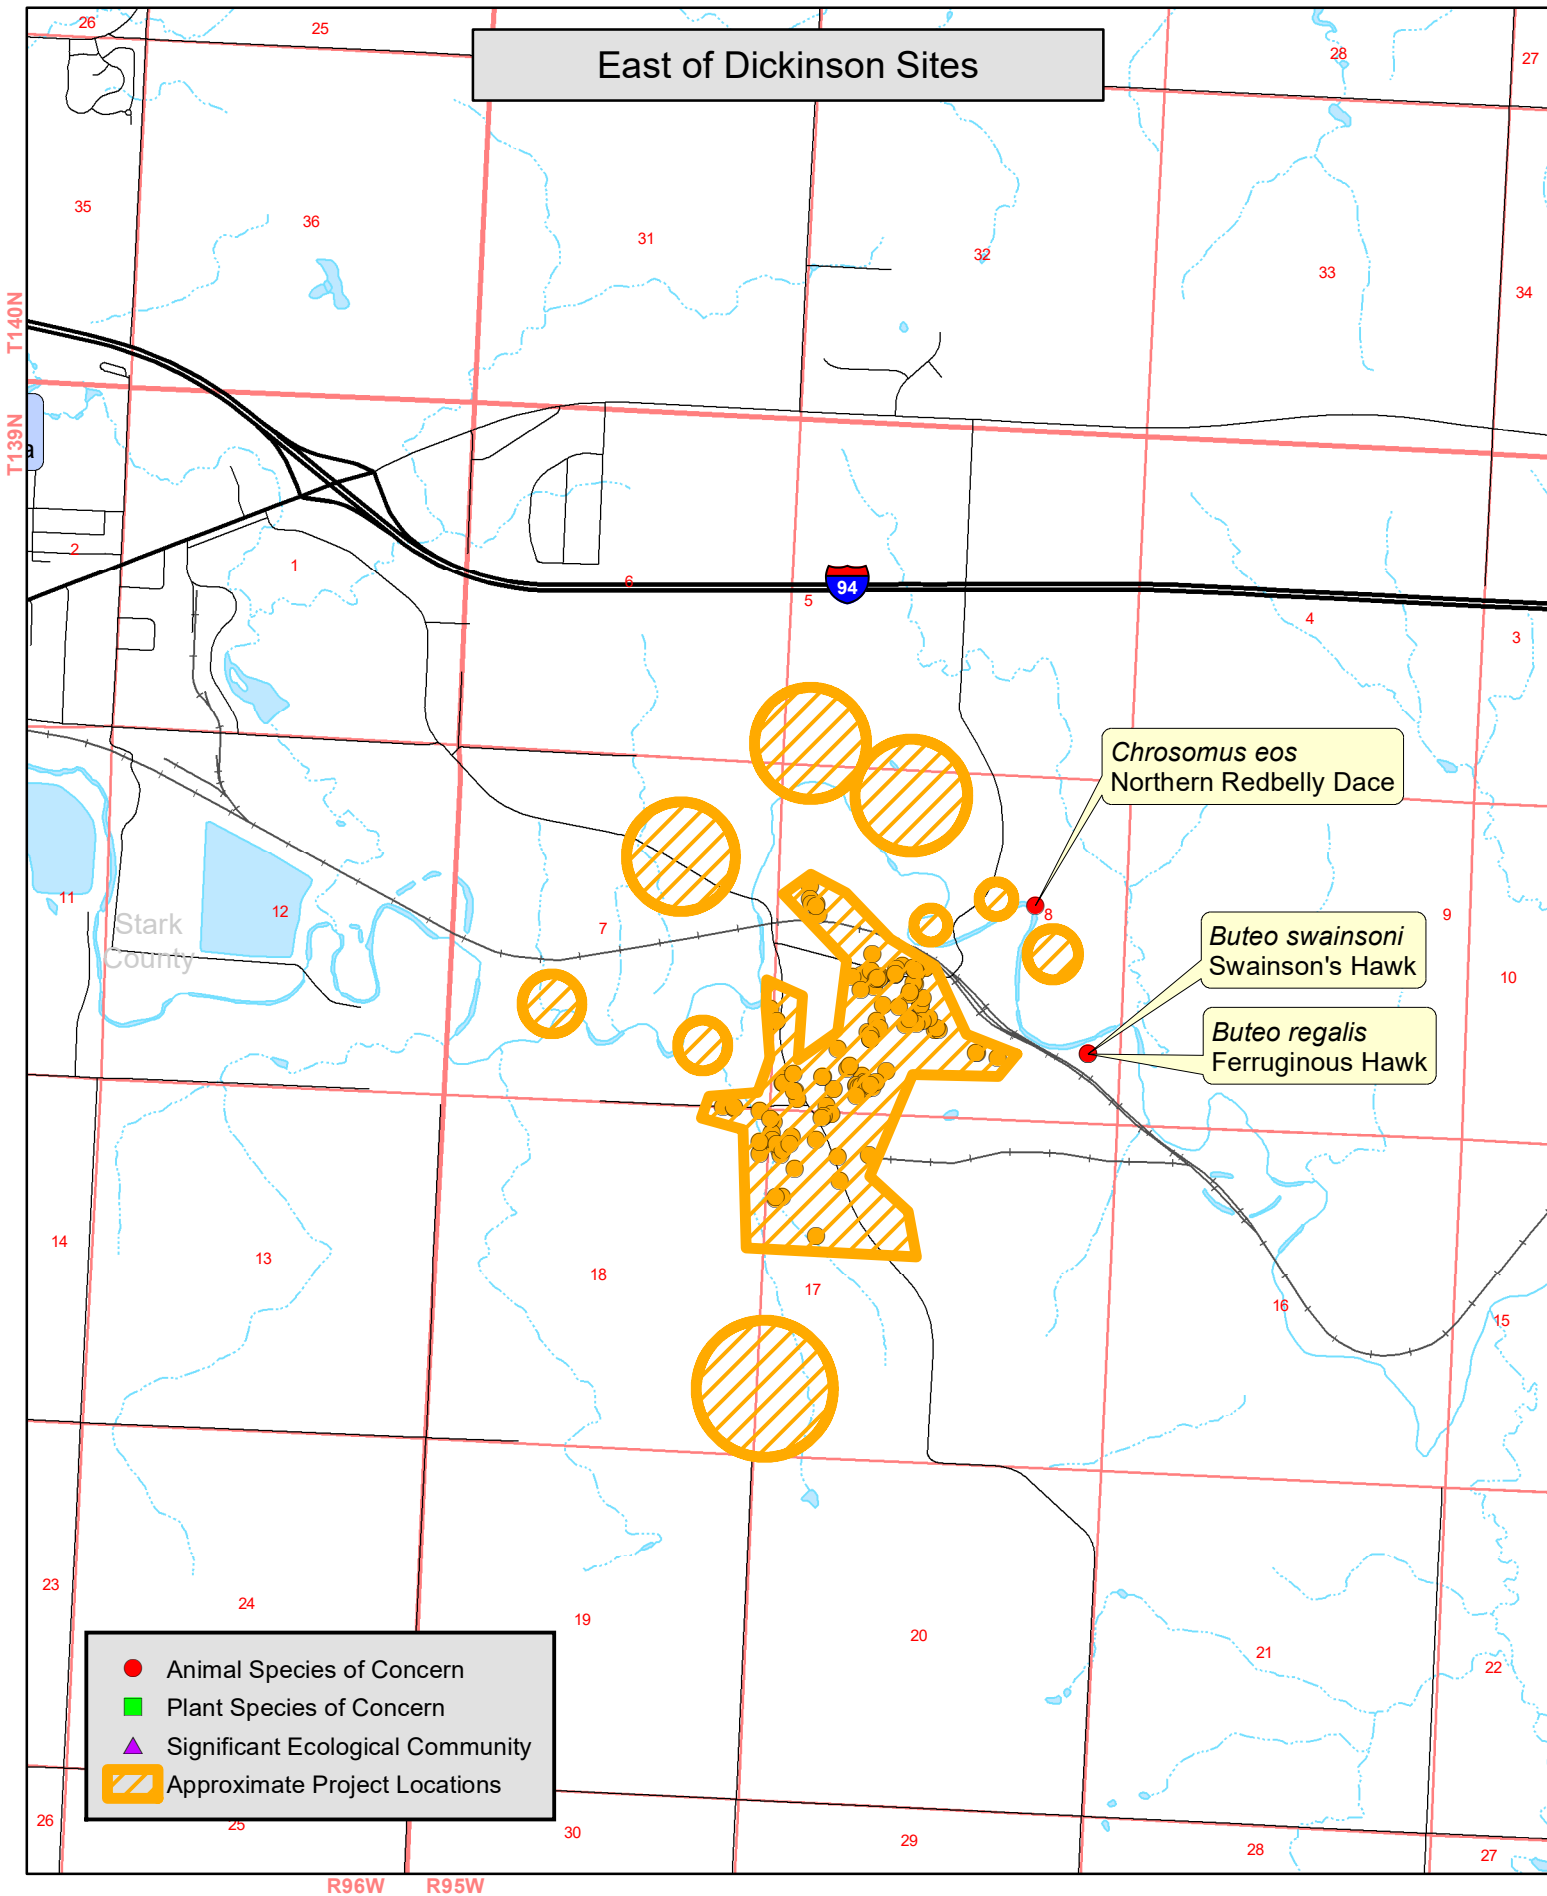 26
25
28
27
East of Dickinson Sites
35
36
31
32
33
34
T140N
T139N
a
2
1
6
5
94
4
3
Chrosomus eos
Northern Redbelly Dace
11
12
Stark
County
7
8
9
10
Buteo swainsoni
Swainson's Hawk
Buteo regalis
Ferruginous Hawk
14
13
18
17
16
15
23
24
19
20
21
22
Animal Species of Concern
Plant Species of Concern
Significant Ecological Community
Approximate Project Locations
26
25
30
29
28
27
R96W
R95W